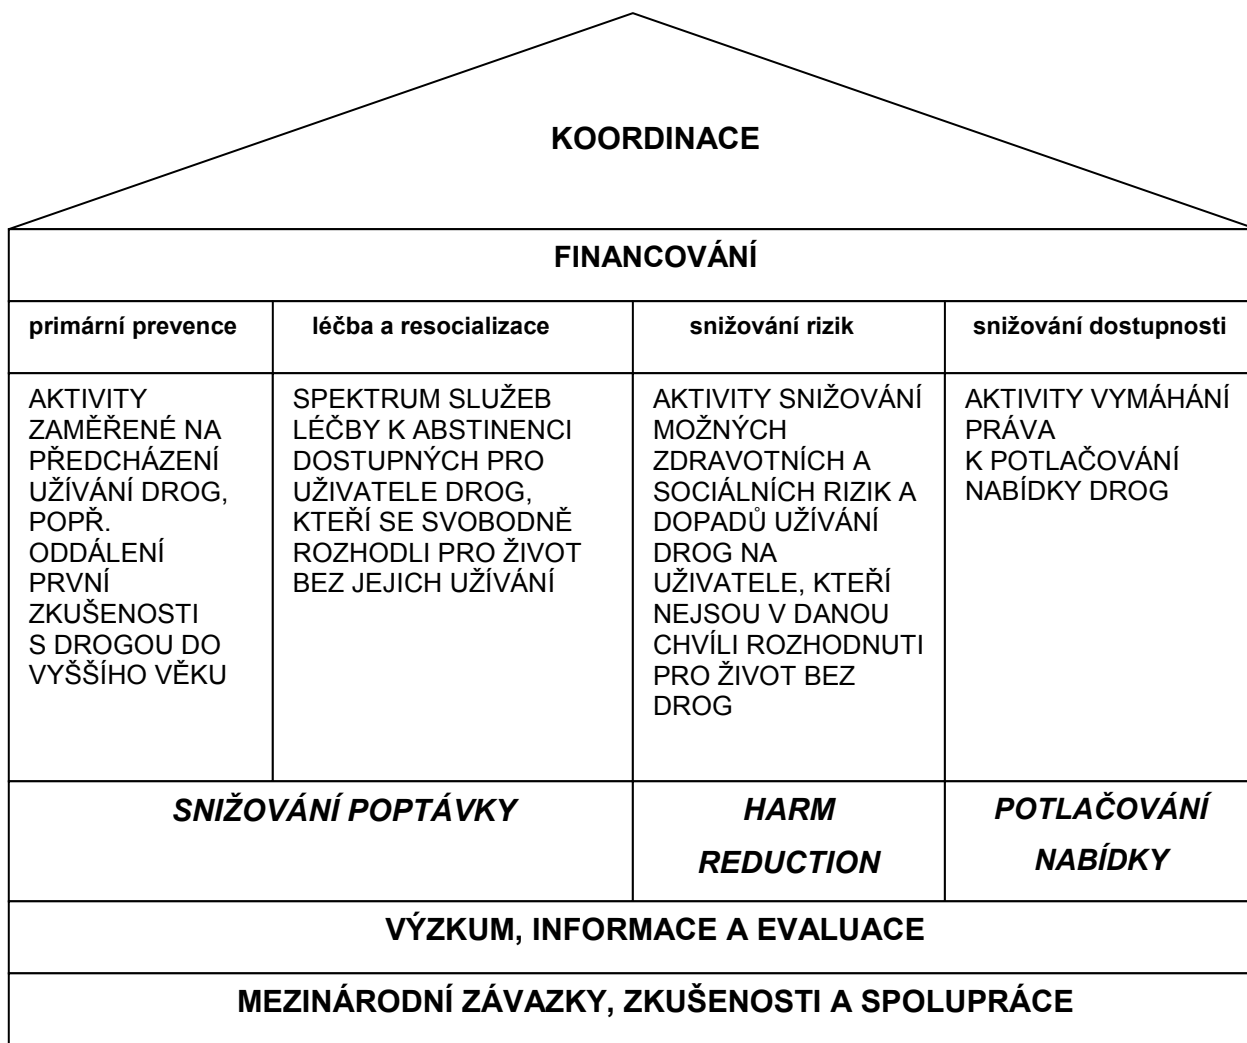 KOORDINACE
FINANCOVÁNÍ
primární prevence
léčba a resocializace
snižování rizik
snižování dostupnosti
AKTIVITY
ZAMĚŘENÉ NA
PŘEDCHÁZENÍ
UŽÍVÁNÍ DROG,
POPŘ.
ODDÁLENÍ
PRVNÍ
ZKUŠENOSTI
S DROGOU DO
VYŠŠÍHO VĚKU
SPEKTRUM SLUŽEB
LÉČBY K ABSTINENCI
DOSTUPNÝCH PRO
UŽIVATELE DROG,
KTEŘÍ SE SVOBODNĚ
ROZHODLI PRO ŽIVOT
BEZ JEJICH UŽÍVÁNÍ
AKTIVITY SNIŽOVÁNÍ
MOŽNÝCH
ZDRAVOTNÍCH A
SOCIÁLNÍCH RIZIK A
DOPADŮ UŽÍVÁNÍ
DROG NA
UŽIVATELE, KTEŘÍ
NEJSOU V DANOU
CHVÍLI ROZHODNUTI
PRO ŽIVOT BEZ
DROG
AKTIVITY VYMÁHÁNÍ
PRÁVA
K POTLAČOVÁNÍ
NABÍDKY DROG
SNIŽOVÁNÍ POPTÁVKY
HARM
REDUCTION
POTLAČOVÁNÍ
NABÍDKY
VÝZKUM, INFORMACE A EVALUACE
MEZINÁRODNÍ ZÁVAZKY, ZKUŠENOSTI A SPOLUPRÁCE